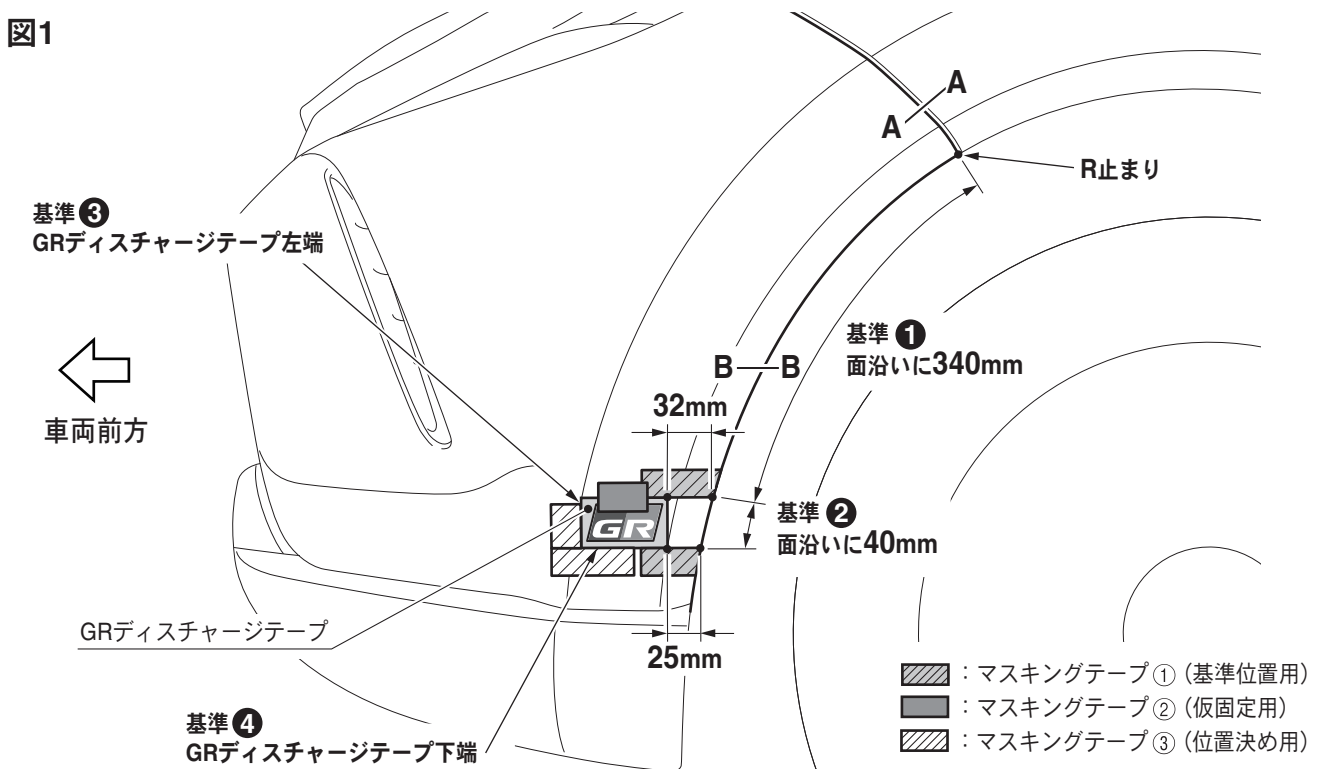 図1
A
A
R止まり
基準❸
GRディスチャージテープ左端
基準❶
面沿いに340mm
B
B
車両前方
32mm
基準❷
面沿いに40mm
GR
GRディスチャージテープ
25mm
：マスキングテープ①（基準位置用）
：マスキングテープ②（仮固定用）
：マスキングテープ③（位置決め用）
基準❹
GRディスチャージテープ下端